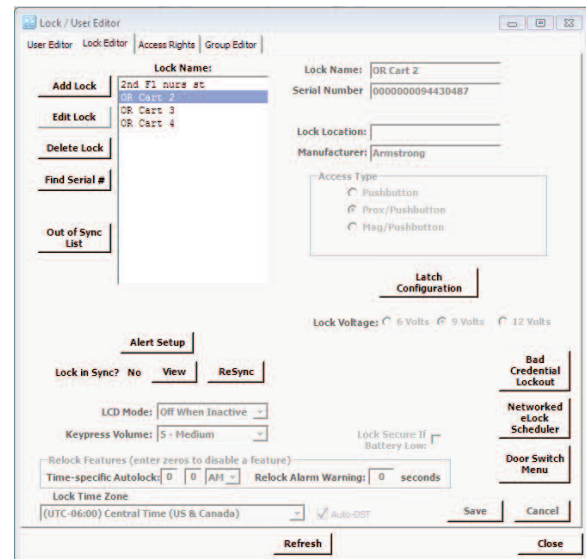 Lock / User Editor
User Editor Lock Editor Access Rights Group Editor
Lock Name:
Add Lock
Edit Lock
Delete Lock
Find Serial #
Out of Sync
List
2nd Fl nurs st
OR Cart 2
OR Cart 3
OR Cart 4
Lock Name: OR Cart 2
Serial Number 0000000094430487
Lock Location:
Manufacturer: Armstrong
Access Type
Pushbutton
Prox/Pushbutton
Mag/Pushbutton
Latch
Configuration
Lock Voltage: 6 Volts 9 Volts 12 Volts
Alert Setup
Lock in Sync? No View ReSync
Bad
Credential
Lockout
LCD Mode: Off When Inactive
Keypress Volume: 5 - Medium
Lock Secure If
Battery Low:
Networked
eLock
Scheduler
Relock Features (enter zeros to disable a feature)
Time-specific Autolock: 0 0 AM Relock Alarm Warning: 0 seconds
Door Switch
Menu
Lock Time Zone
(UTC-06:00) Central Time (US & Canada) Auto-DST Save Cancel
Refresh Close